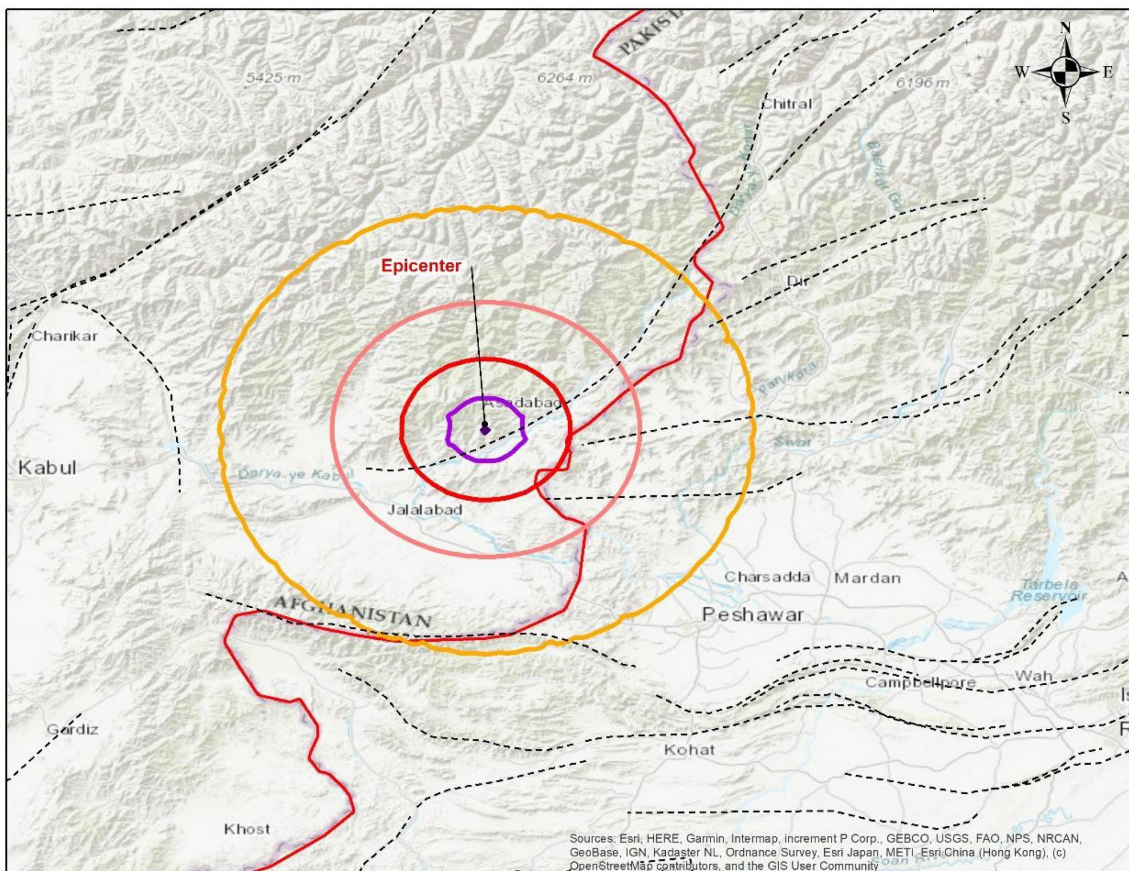 PAKIST
N
W E
S
5425 m
6264 m
6196 m
Chitral
Epicenter
Dir
Charikar
Asadabad
Panjkora
Swat
Kabul
Darya-ye Kabul
Jalalabad
Charsadda
Mardan
Tarbela
Reservoir
A
AFGHANISTAN
Peshawar
Campbellpore
Wah
Is
R
Gardiz
Kohat
Khost
Sources: Esri, HERE, Garmin, Intermap, increment P Corp., GEBCO, USGS, FAO, NPS, NRCAN,
GeoBase, IGN, Kadaster NL, Ordnance Survey, Esri Japan, METI, Esri China (Hong Kong), (c)
OpenStreetMap contributors, and the GIS User Community